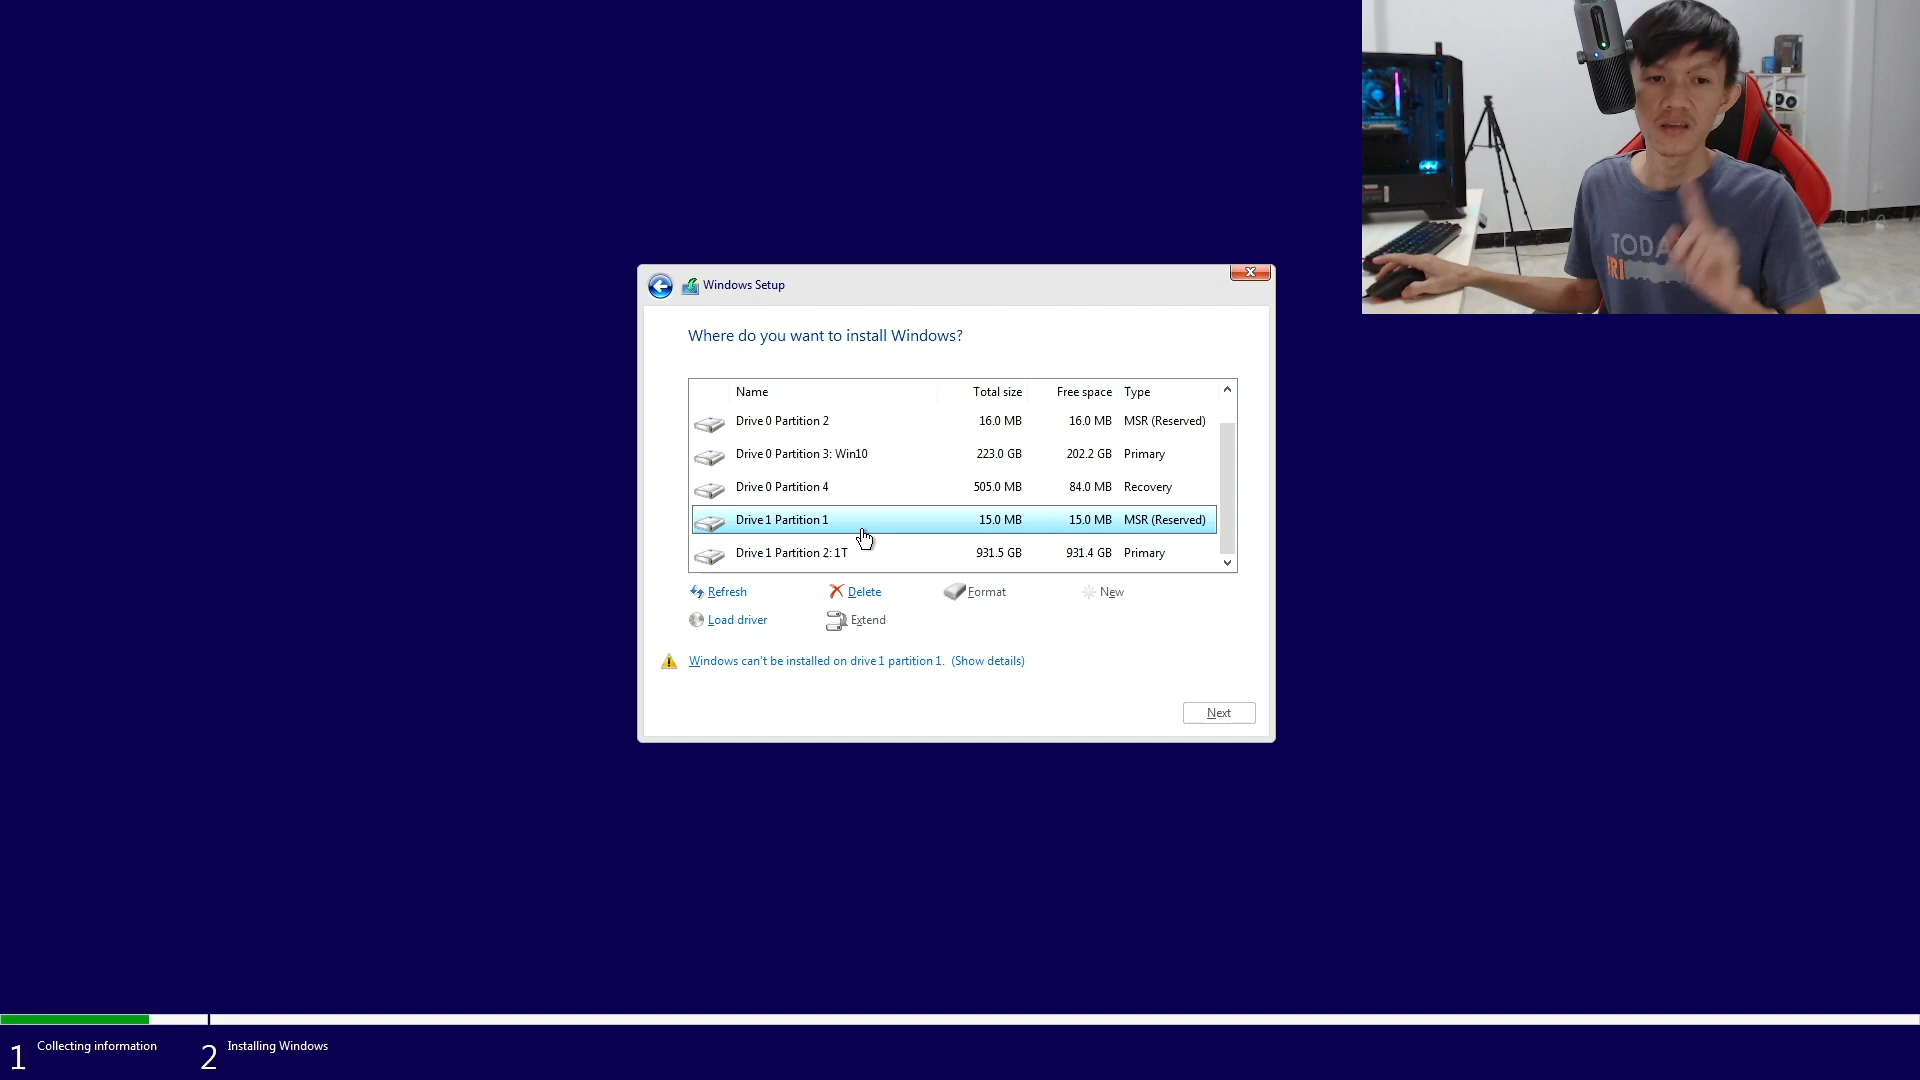 TODA
FRI
Windows Setup
Where do you want to install Windows?
Name Total size Free space Type
Drive 0 Partition 2 16.0 MB 16.0 MB MSR (Reserved)
Drive 0 Partition 3: Win10 223.0 GB 202.2 GB Primary
Drive 0 Partition 4 505.0 MB 84.0 MB Recovery
Drive 1 Partition 1 15.0 MB 15.0 MB MSR (Reserved)
Drive 1 Partition 2: 1T 931.5 GB 931.4 GB Primary
Refresh Delete Format New
Load driver Extend
Windows can't be installed on drive 1 partition 1. (Show details)
Next
1 Collecting information 2 Installing Windows